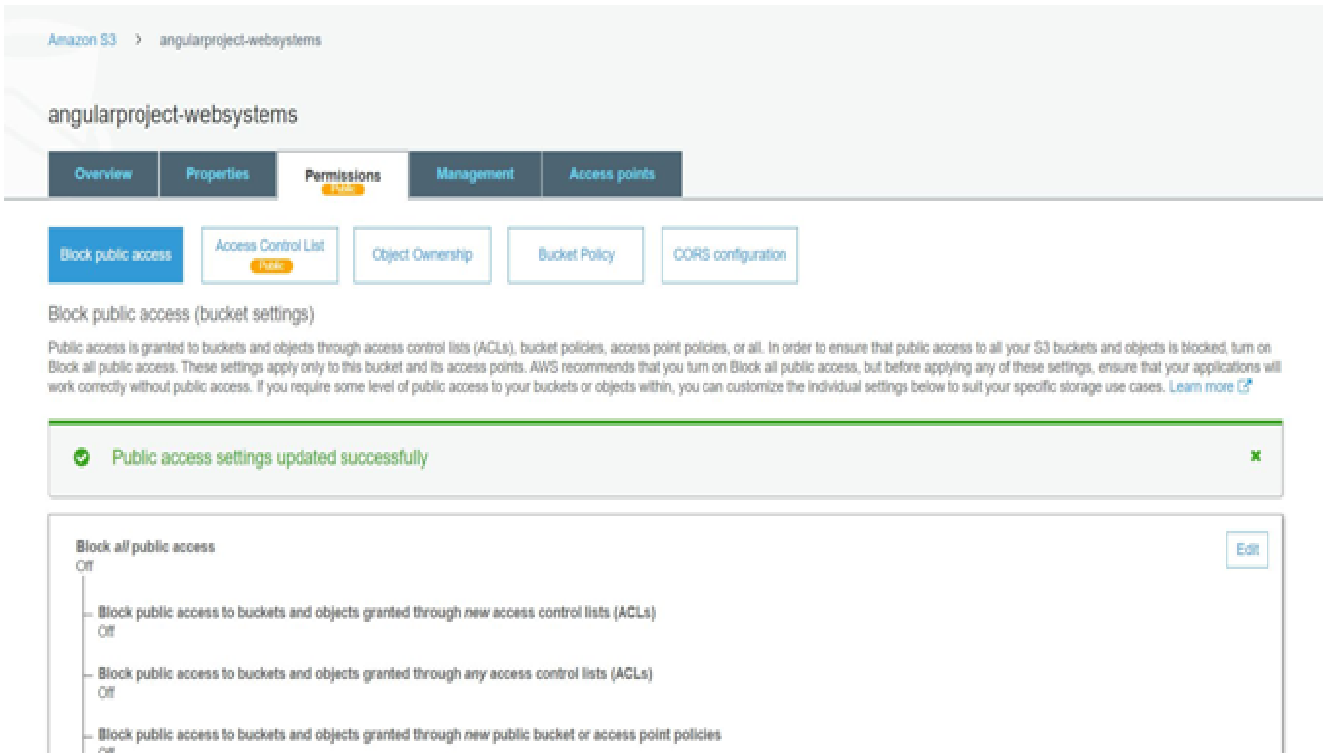 Amazon S3 > angularproject-websystems
angularproject-websystems
Overview Properties Permissions Management Access points
Public
Block public access Access Control List Object Ownership Bucket Policy CORS configuration
Public
Block public access (bucket settings)
Public access is granted to buckets and objects through access control lists (ACLs), bucket policies, access point policies, or all. In order to ensure that public access to all your S3 buckets and objects is blocked, turn on
Block all public access. These settings apply only to this bucket and its access points. AWS recommends that you turn on Block all public access, but before applying any of these settings, ensure that your applications will
work correctly without public access. If you require some level of public access to your buckets or objects within, you can customize the individual settings below to suit your specific storage use cases. Learn more
Public access settings updated successfully
Block all public access Edit
Off
Block public access to buckets and objects granted through new access control lists (ACLs)
Off
Block public access to buckets and objects granted through any access control lists (ACLs)
Off
Block public access to buckets and objects granted through new public bucket or access point policies
Off